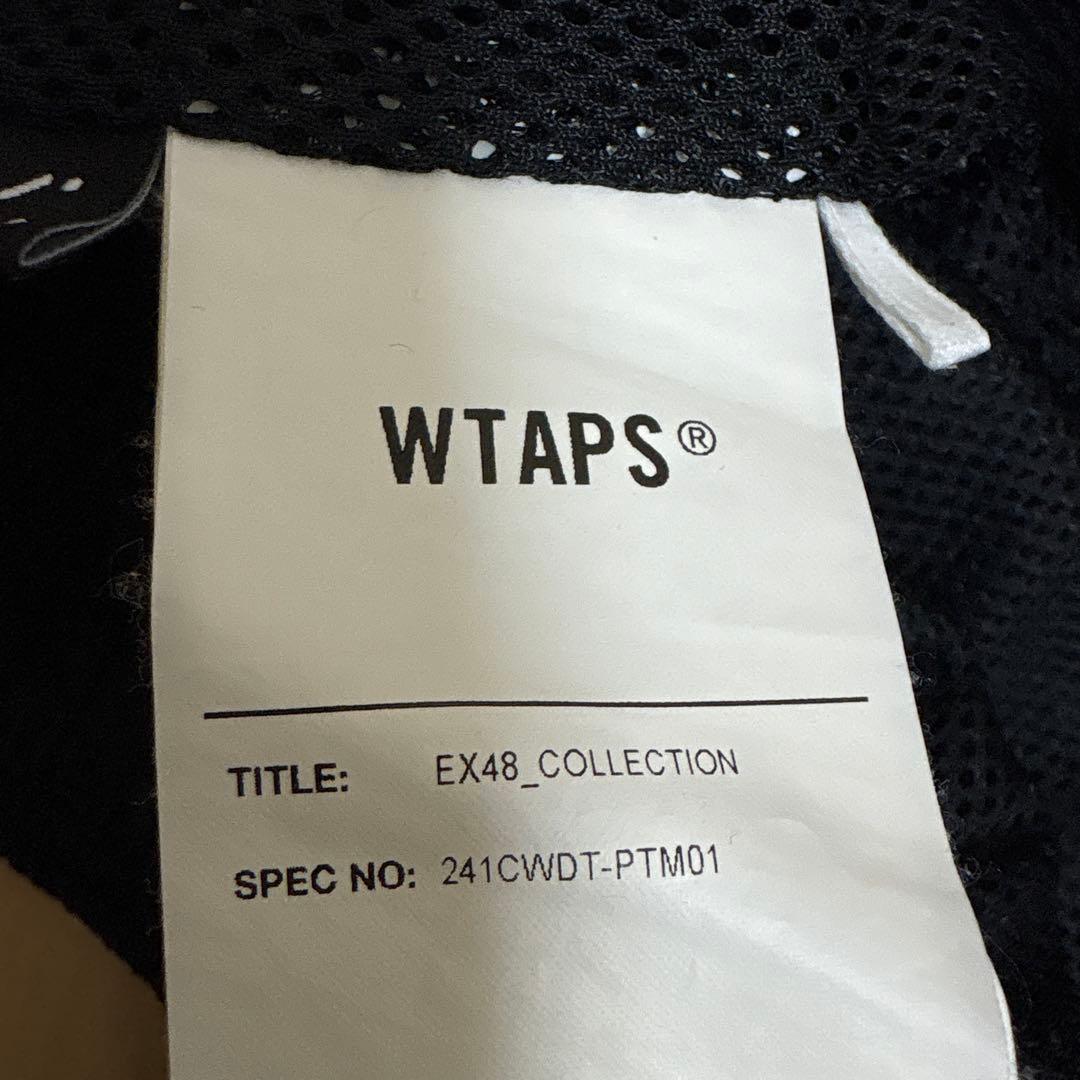 WTAPS®
TITLE: EX48_COLLECTION
SPEC NO: 241CWDT-PTM01